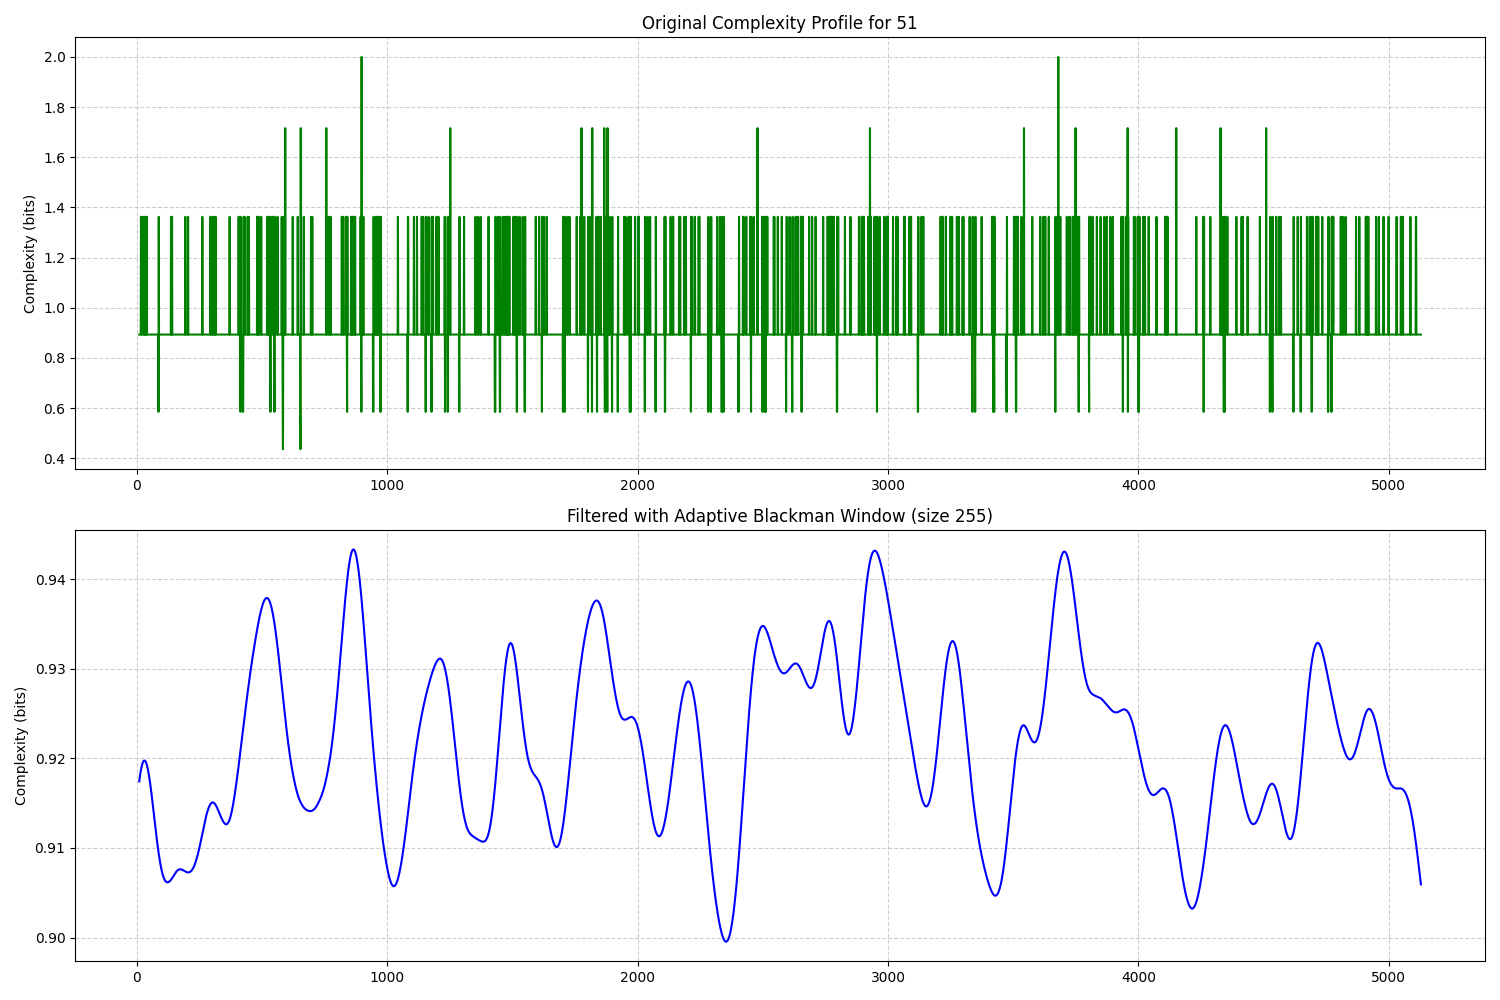 Original Complexity Profile for 51
Complexity (bits)
2.0
1.8
1.6
1.4
1.2
1.0
0.8
0.6
0.4
0 1000 2000 3000 4000 5000
Filtered with Adaptive Blackman Window (size 255)
Complexity (bits)
0.94
0.93
0.92
0.91
0.90
0 1000 2000 3000 4000 5000